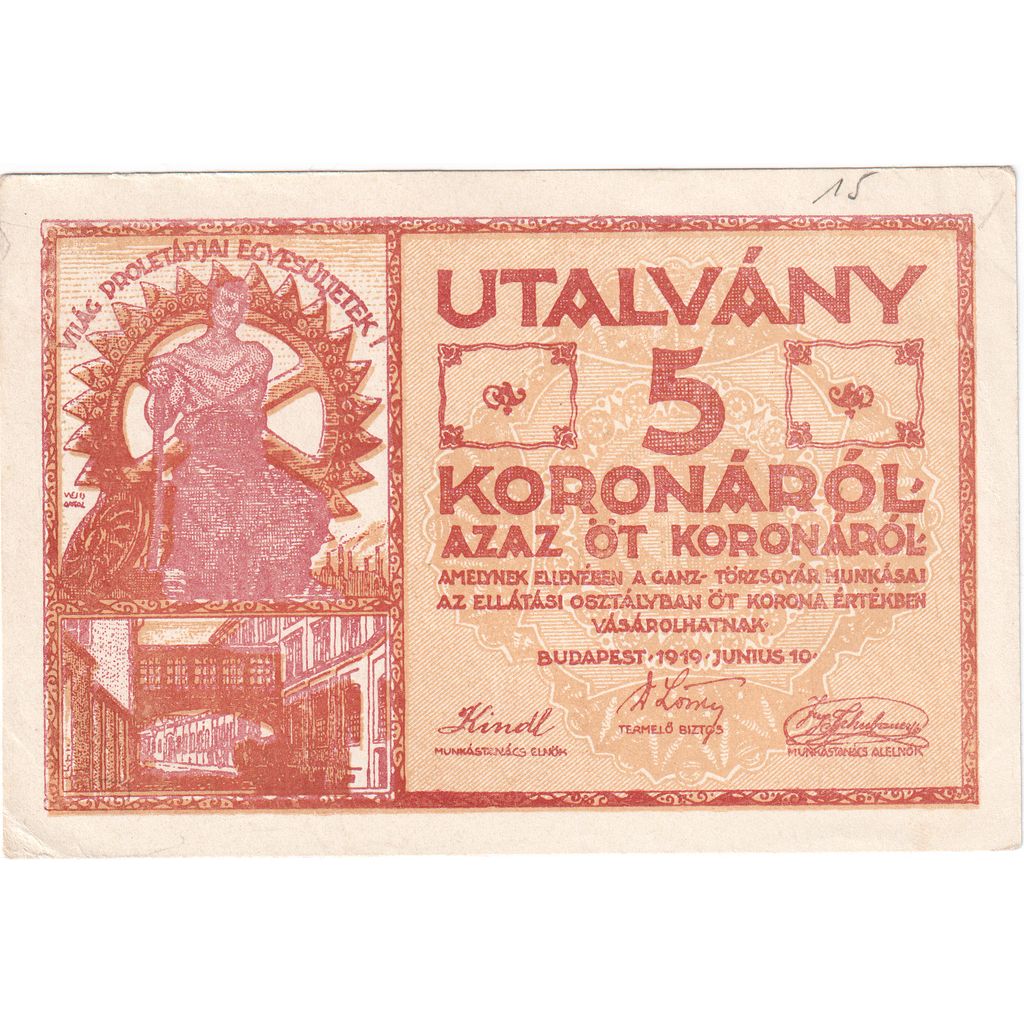 15
VILÁG PROLETÁRJAI EGYESÜLJETEK!
UTALVÁNY
5
KORONÁRÓL
AZAZ ÖT KORONÁRÓL
AMELYNEK ELLENÉBEN A GANZ-TÖRZSGYÁR MUNKÁSAI
AZ ELLÁTÁSI OSZTÁLYBAN ÖT KORONA ÉRTÉKBEN
VÁSÁROLHATNAK.
BUDAPEST·1919·JUNIUS 10·
Kindl
MUNKÁSTANÁCS ELNÖK
TERMELŐ BIZTOS
MUNKÁSTANÁCS ALELNÖK